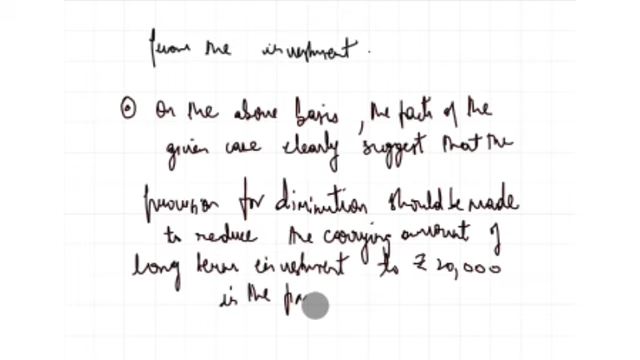 from the investment.
⊙ On the above basis, the facts of the
given case clearly suggest that the
provision for diminution should be made
to reduce the carrying amount of
long term investment to ₹ 20,000
is the